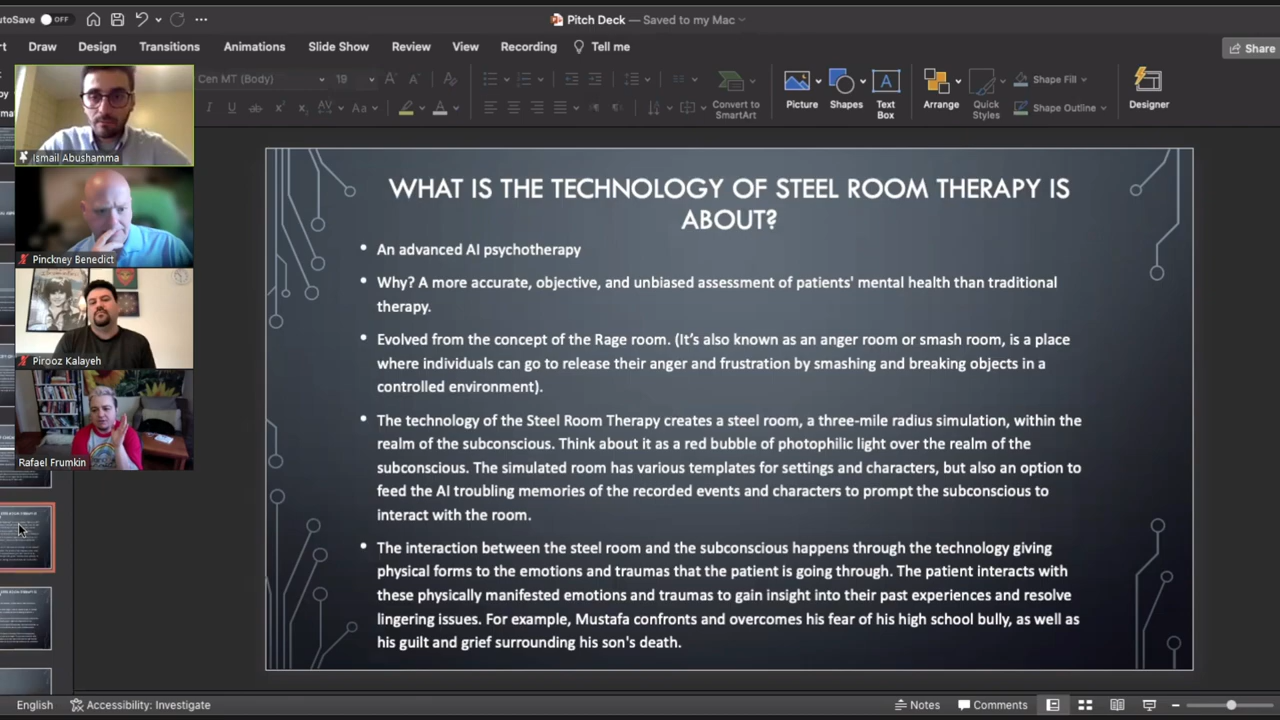 AutoSave OFF
Pitch Deck — Saved to my Mac
Draw Design Transitions Animations Slide Show Review View Recording Tell me
Share
Cen MT (Body) 19
Convert to
SmartArt
Picture
Shapes
Text
Box
Arrange
Quick
Styles
Shape Fill
Shape Outline
Designer
Ismail Abushamma
Pinckney Benedict
Pirooz Kalayeh
Rafael Frumkin
WHAT IS THE TECHNOLOGY OF STEEL ROOM THERAPY IS
ABOUT?
• An advanced AI psychotherapy
• Why? A more accurate, objective, and unbiased assessment of patients' mental health than traditional
therapy.
• Evolved from the concept of the Rage room. (It’s also known as an anger room or smash room, is a place
where individuals can go to release their anger and frustration by smashing and breaking objects in a
controlled environment).
• The technology of the Steel Room Therapy creates a steel room, a three-mile radius simulation, within the
realm of the subconscious. Think about it as a red bubble of photophilic light over the realm of the
subconscious. The simulated room has various templates for settings and characters, but also an option to
feed the AI troubling memories of the recorded events and characters to prompt the subconscious to
interact with the room.
• The interaction between the steel room and the subconscious happens through the technology giving
physical forms to the emotions and traumas that the patient is going through. The patient interacts with
these physically manifested emotions and traumas to gain insight into their past experiences and resolve
lingering issues. For example, Mustafa confronts and overcomes his fear of his high school bully, as well as
his guilt and grief surrounding his son's death.
English
Accessibility: Investigate
Notes
Comments